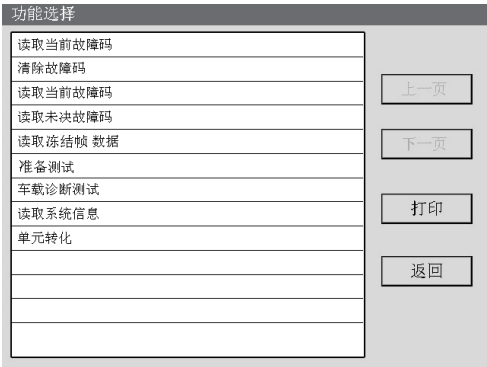 功能选择
读取当前故障码
清除故障码
读取当前故障码
读取未决故障码
读取冻结帧 数据
准备测试
车载诊断测试
读取系统信息
单元转化
上一页
下一页
打印
返回